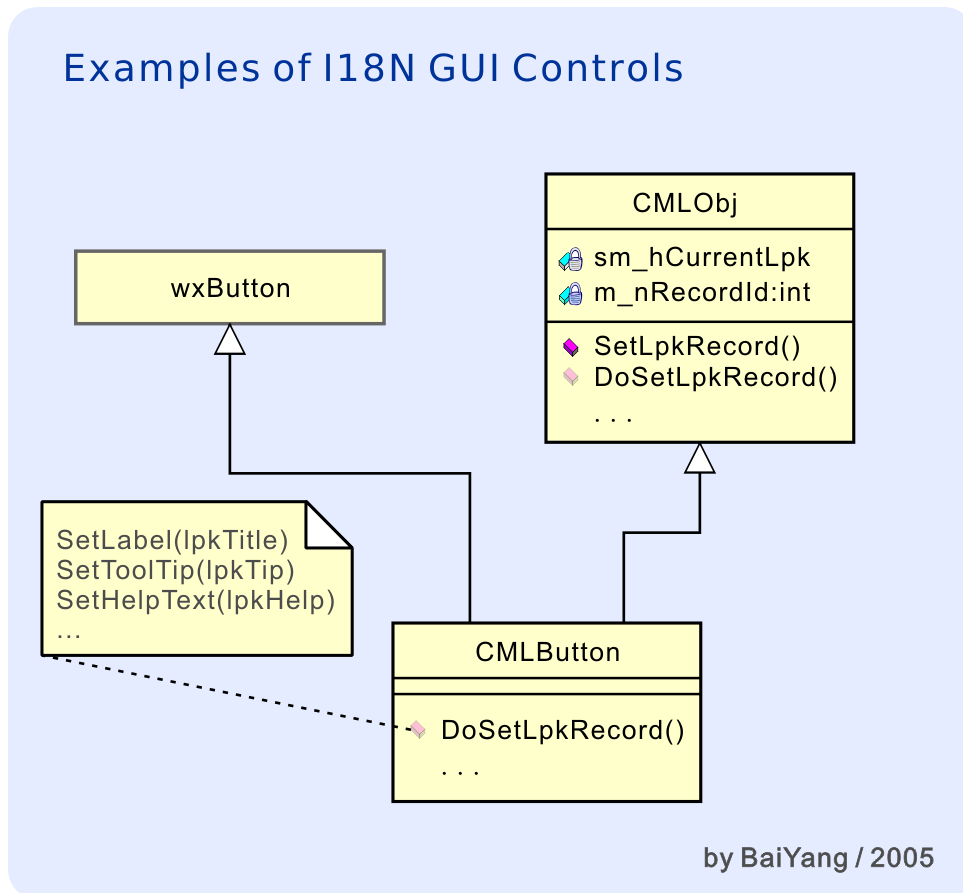 Examples of I18N GUI Controls
CMLObj
sm_hCurrentLpk
m_nRecordId:int
SetLpkRecord()
DoSetLpkRecord()
. . .
wxButton
SetLabel(lpkTitle)
SetToolTip(lpkTip)
SetHelpText(lpkHelp)
...
CMLButton
DoSetLpkRecord()
. . .
by BaiYang / 2005